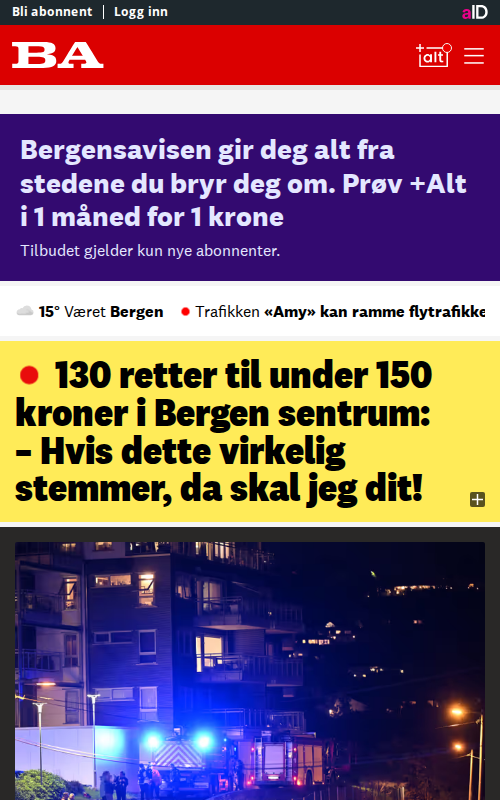 Bli abonnent | Logg inn
aID
BA
+alt
Bergensavisen gir deg alt fra
stedene du bryr deg om. Prøv +Alt
i 1 måned for 1 krone
Tilbudet gjelder kun nye abonnenter.
15° Været Bergen Trafikken «Amy» kan ramme flytrafikke
130 retter til under 150
kroner i Bergen sentrum:
– Hvis dette virkelig
stemmer, da skal jeg dit!